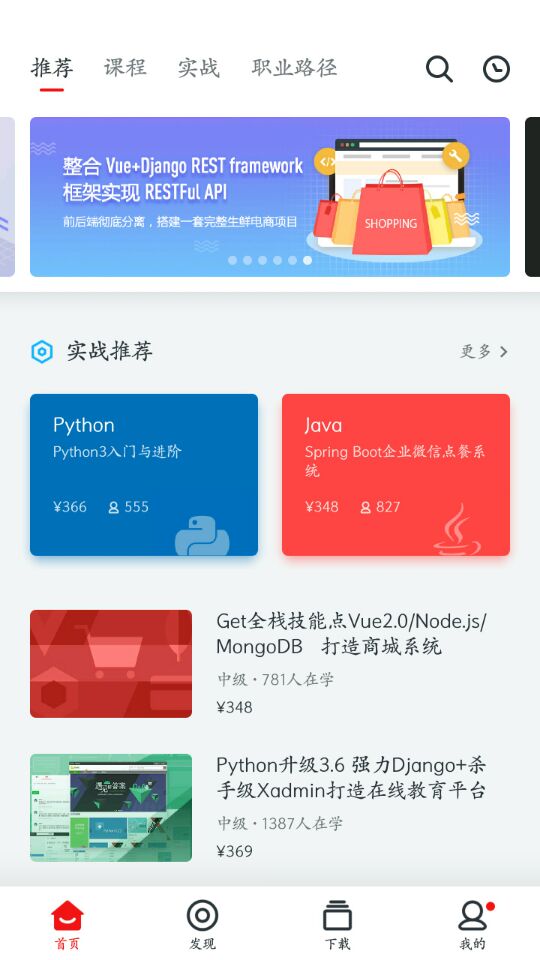 推荐 课程 实战 职业路径
整合 Vue+Django REST framework
框架实现 RESTFul API
前后端彻底分离，搭建一套完整生鲜电商项目
SHOPPING
实战推荐 更多
Python
Python3入门与进阶
¥366 555
Java
Spring Boot企业微信点餐系
统
¥348 827
Get全栈技能点Vue2.0/Node.js/
MongoDB 打造商城系统
中级·781人在学
¥348
Python升级3.6 强力Django+杀
手级Xadmin打造在线教育平台
中级·1387人在学
¥369
首页 发现 下载 我的